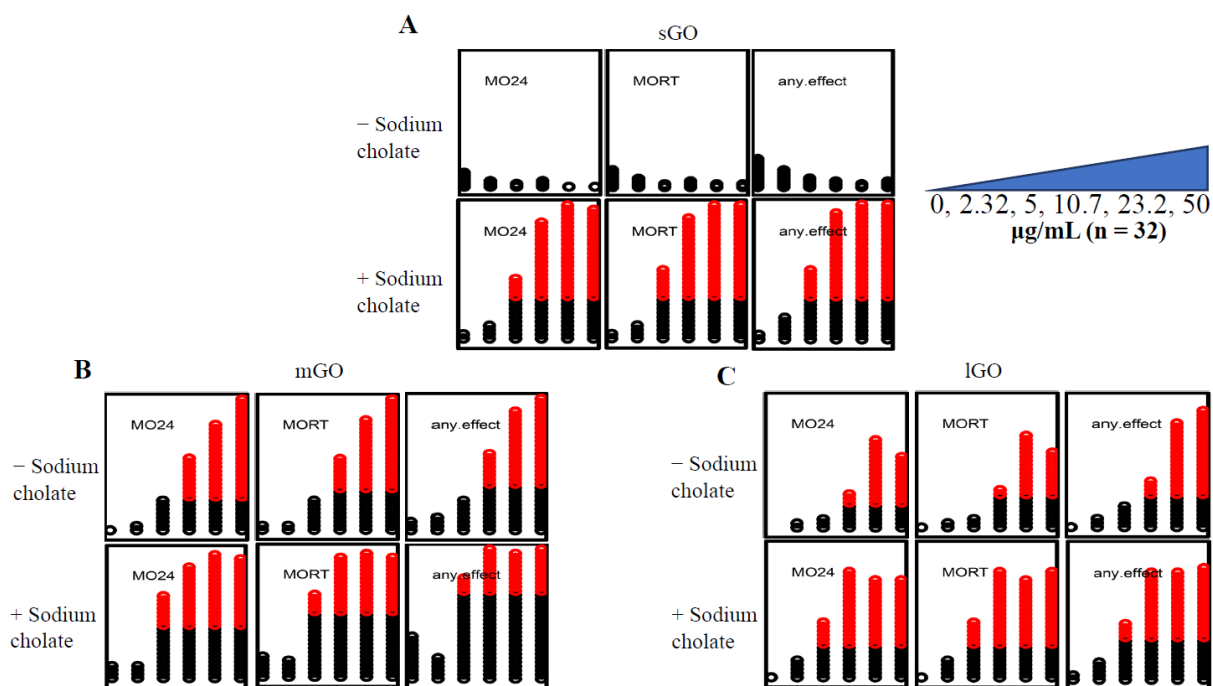 A
sGO
MO24
MORT
any.effect
− Sodium
cholate
MO24
MORT
any.effect
+ Sodium
cholate
0, 2.32, 5, 10.7, 23.2, 50
µg/mL (n = 32)
B
mGO
MO24
MORT
any.effect
− Sodium
cholate
MO24
MORT
any.effect
+ Sodium
cholate
C
lGO
MO24
MORT
any.effect
− Sodium
cholate
MO24
MORT
any.effect
+ Sodium
cholate